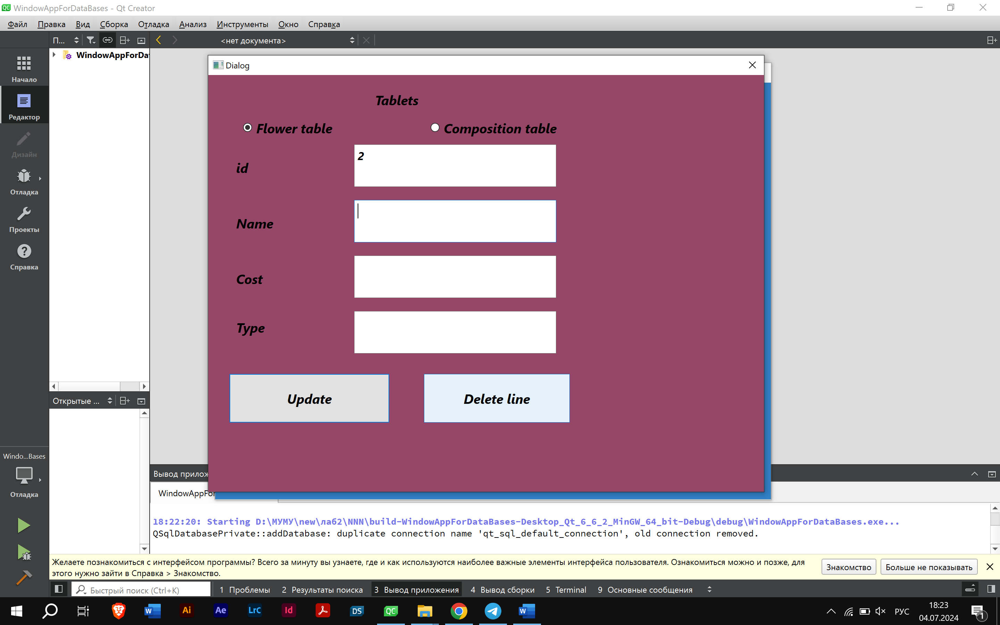 QC WindowAppForDataBases - Qt Creator
Файл Правка Вид Сборка Отладка Анализ Инструменты Окно Справка
П... <нет документа>
WindowAppForDa
Начало
Редактор
Дизайн
Отладка
Проекты
Справка
Dialog
Tablets
Flower table Composition table
id 2
Name
Cost
Type
Update Delete line
Открытые ...
Windo...Bases
Отладка
Вывод прилож
WindowAppFor
18:22:20: Starting D:\МУМУ\new\лаб2\NNN\build-WindowAppForDataBases-Desktop_Qt_6_6_2_MinGW_64_bit-Debug\debug\WindowAppForDataBases.exe...
QSqlDatabasePrivate::addDatabase: duplicate connection name 'qt_sql_default_connection', old connection removed.
Желаете познакомиться с интерфейсом программы? Всего за минуту вы узнаете, где и как используются наиболее важные элементы интерфейса пользователя. Ознакомиться можно и позже, для
этого нужно зайти в Справка > Знакомство.
Знакомство Больше не показывать
Быстрый поиск (Ctrl+K) 1 Проблемы 2 Результаты поиска 3 Вывод приложения 4 Вывод сборки 5 Terminal 9 Основные сообщения
W Ai Ae LrC Id DS QC W
РУС
18:23
04.07.2024
1